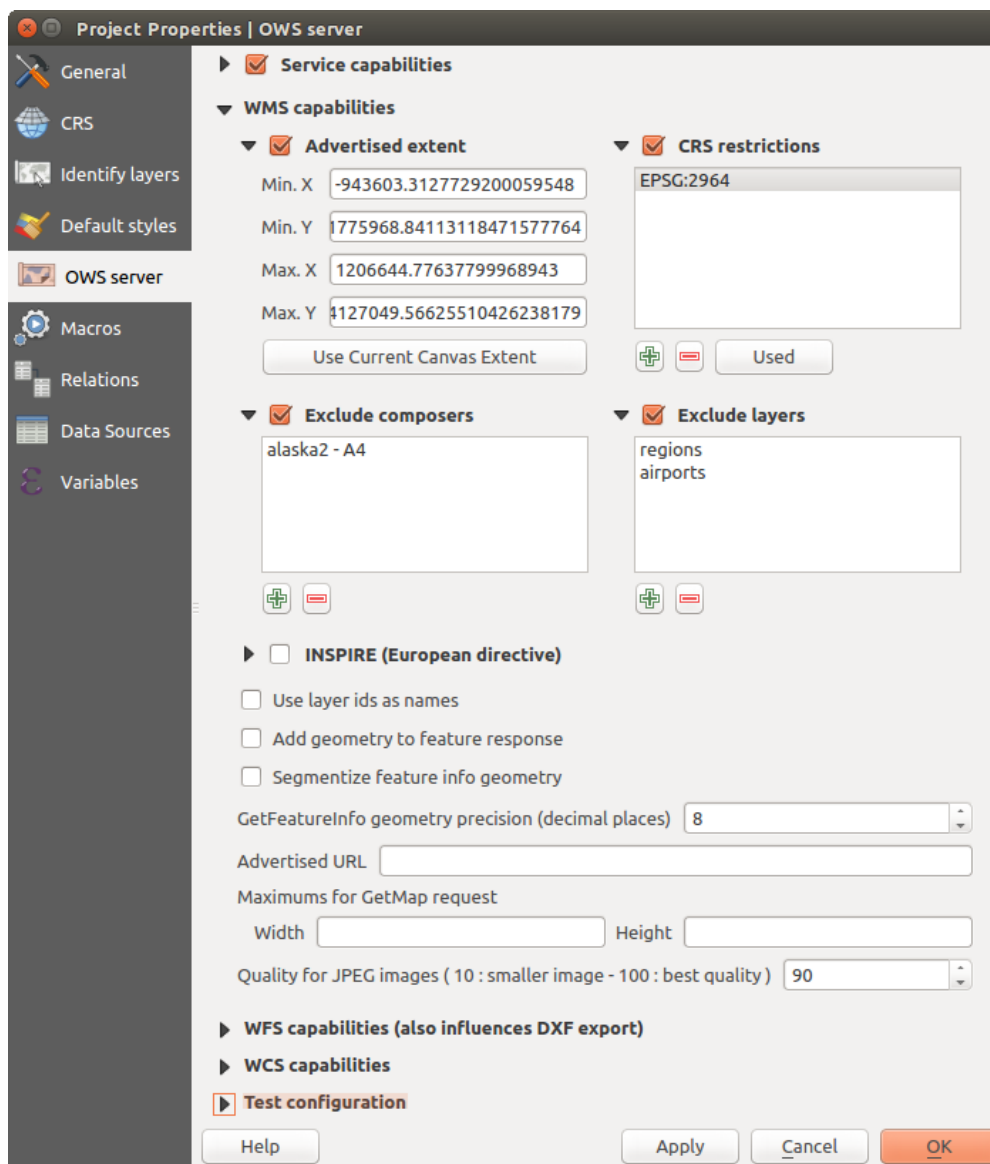 Project Properties | OWS server
General
CRS
Identify layers
Default styles
OWS server
Macros
Relations
Data Sources
Variables
Service capabilities
WMS capabilities
Advertised extent
Min. X -943603.3127729200059548
Min. Y 1775968.84113118471577764
Max. X 1206644.77637799968943
Max. Y 4127049.56625510426238179
Use Current Canvas Extent
CRS restrictions
EPSG:2964
Used
Exclude composers
alaska2 - A4
Exclude layers
regions
airports
INSPIRE (European directive)
Use layer ids as names
Add geometry to feature response
Segmentize feature info geometry
GetFeatureInfo geometry precision (decimal places) 8
Advertised URL
Maximums for GetMap request
Width Height
Quality for JPEG images ( 10 : smaller image - 100 : best quality ) 90
WFS capabilities (also influences DXF export)
WCS capabilities
Test configuration
Help Apply Cancel OK